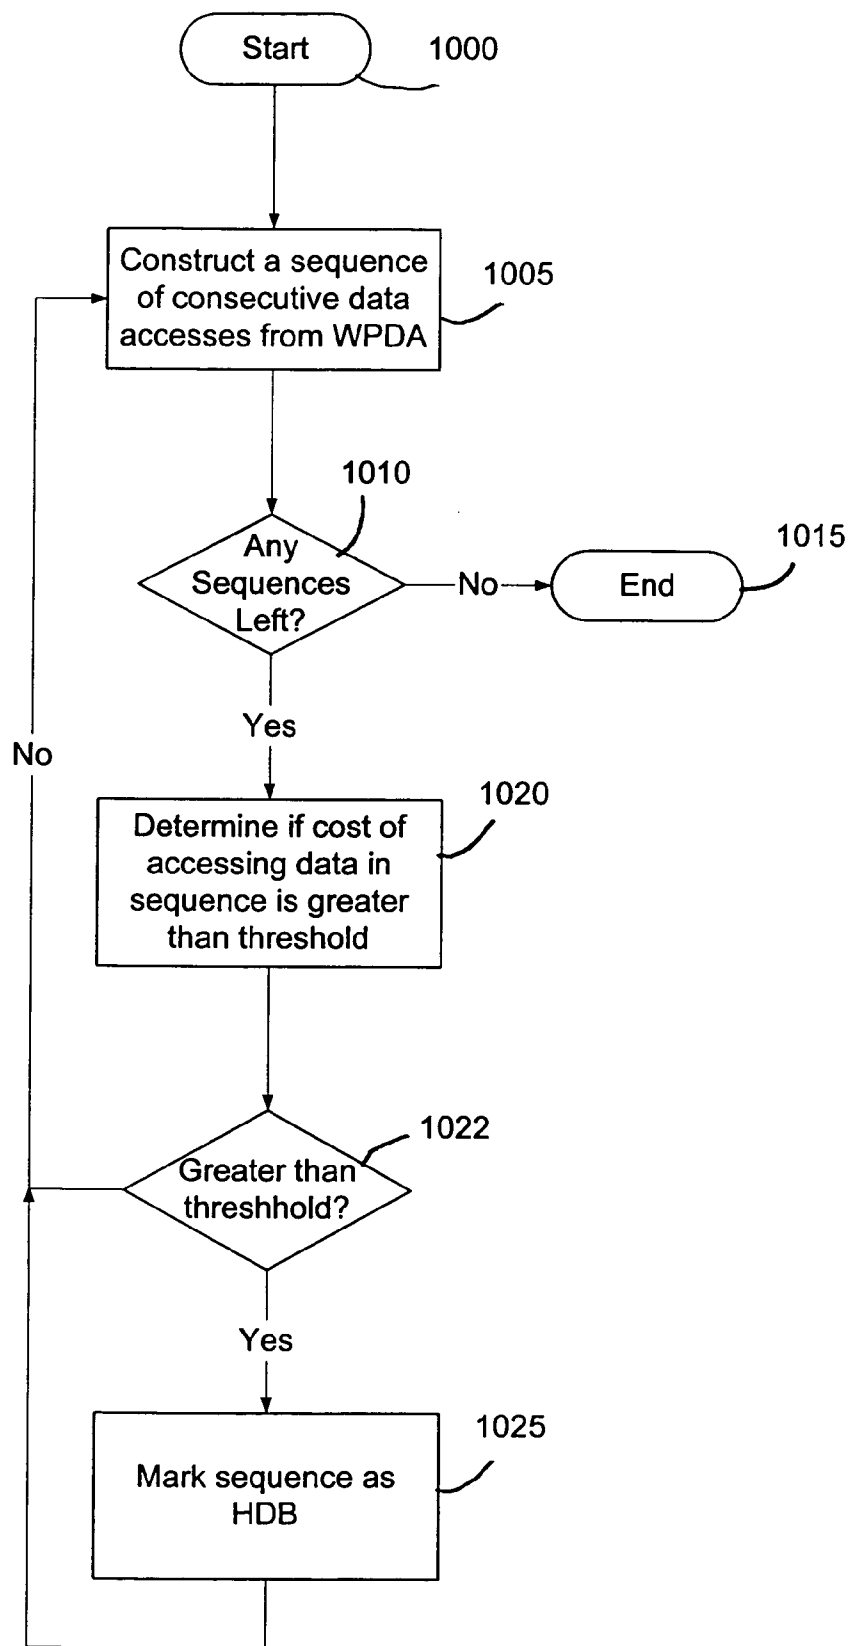 Start
1000
Construct a sequence
of consecutive data
accesses from WPDA
1005
1010
Any
Sequences
Left?
No
End
1015
Yes
No
1020
Determine if cost of
accessing data in
sequence is greater
than threshold
1022
Greater than
threshhold?
Yes
1025
Mark sequence as
HDB